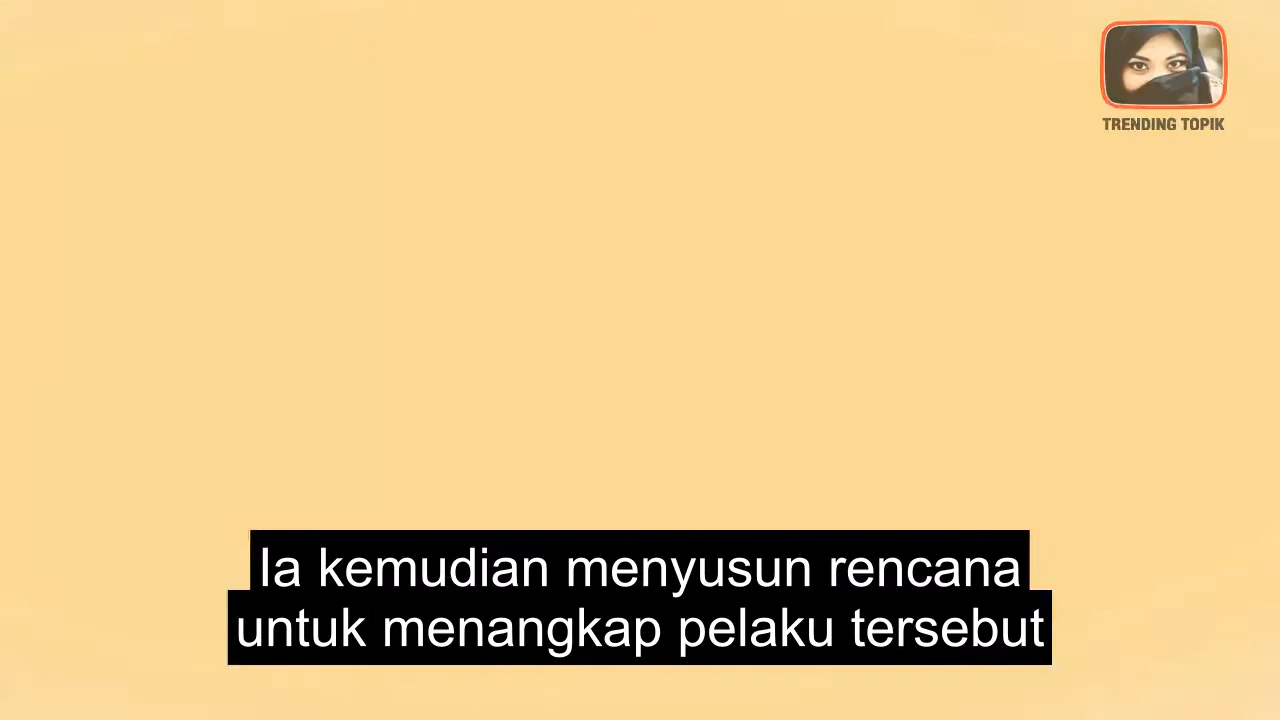 TRENDING TOPIK
Ia kemudian menyusun rencana
untuk menangkap pelaku tersebut